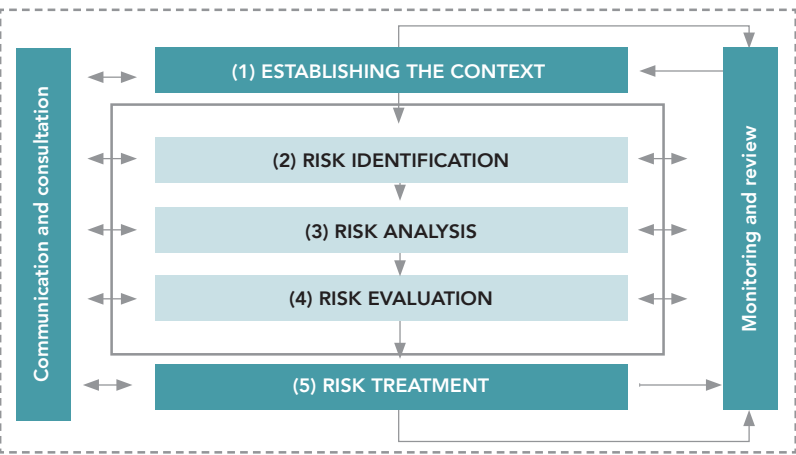 Communication and consultation
(1) ESTABLISHING THE CONTEXT
(2) RISK IDENTIFICATION
(3) RISK ANALYSIS
(4) RISK EVALUATION
(5) RISK TREATMENT
Monitoring and review